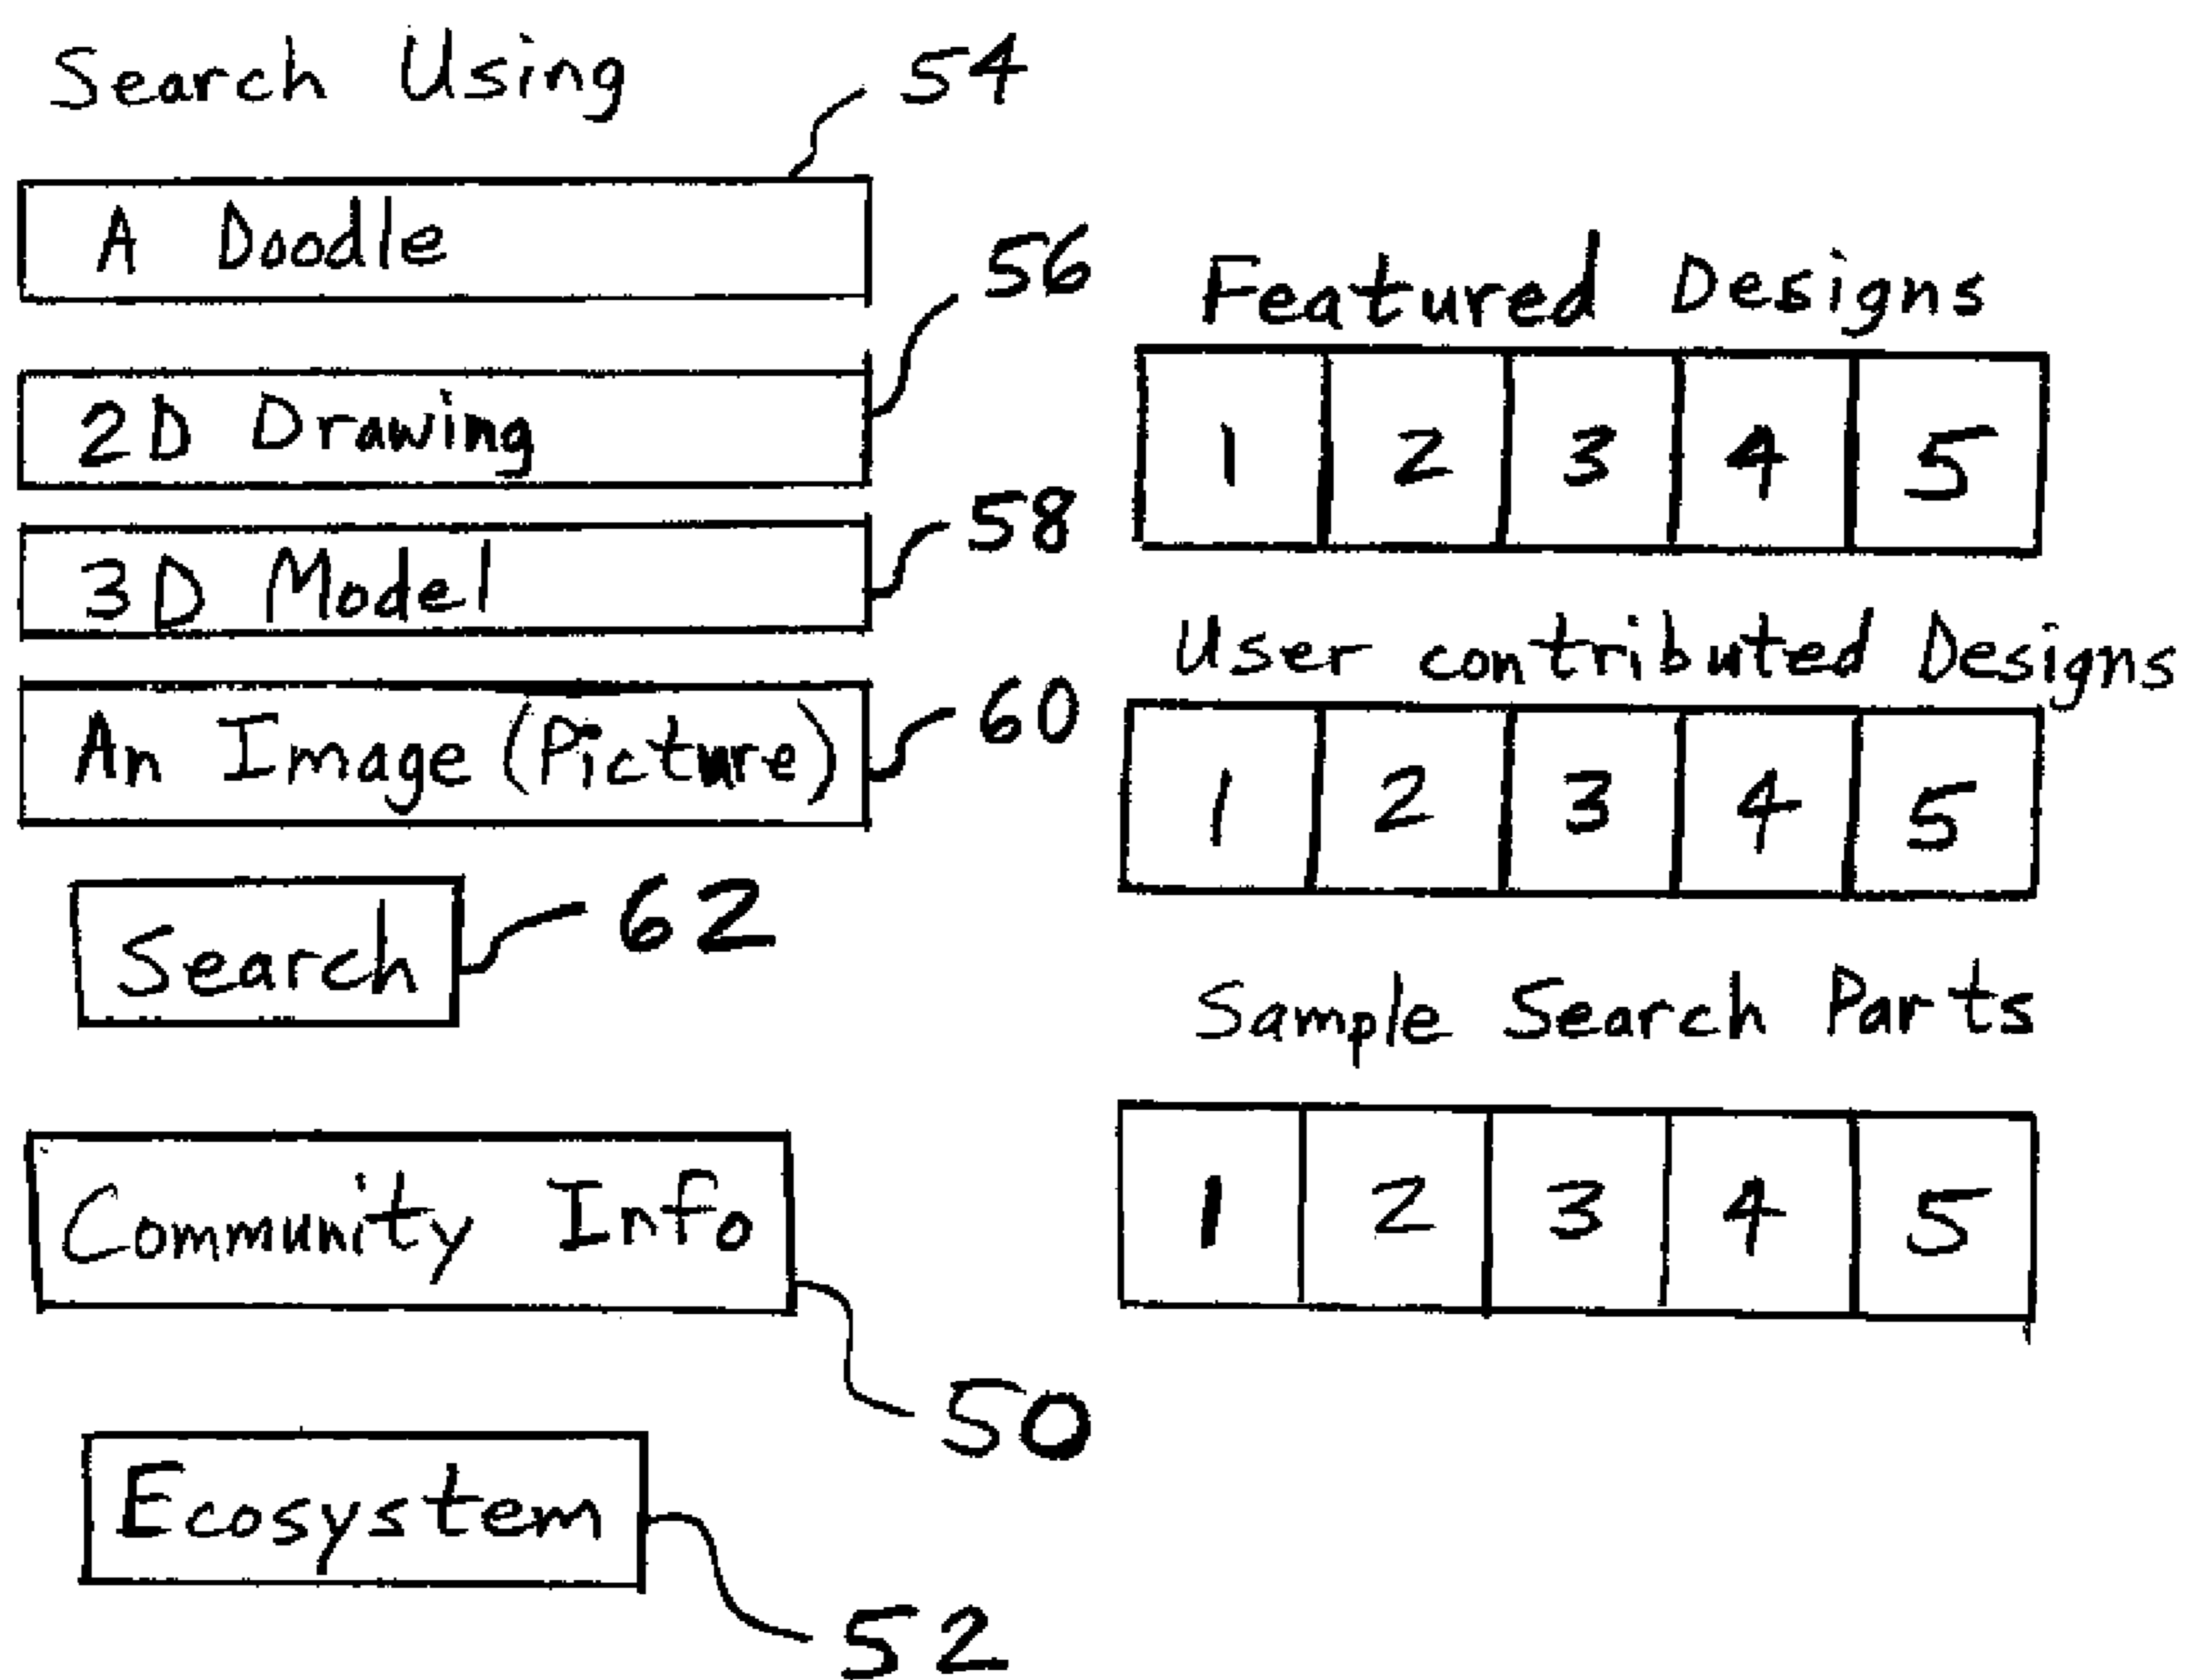 Search Using
54
A Doodle
56
2D Drawing
58
3D Model
60
An Image (Picture)
62
Search
Community Info
50
Ecosystem
52
Featured Designs
1 2 3 4 5
User contributed Designs
1 2 3 4 5
Sample Search Parts
1 2 3 4 5